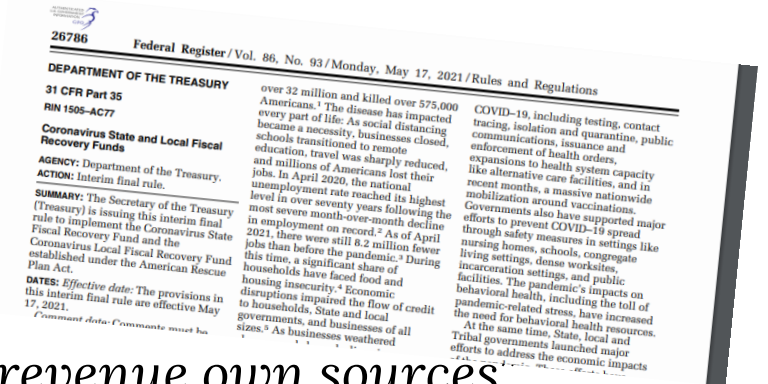 26786
Federal Register / Vol. 86, No. 93 / Monday, May 17, 2021 / Rules and Regulations
DEPARTMENT OF THE TREASURY
31 CFR Part 35
RIN 1505–AC77
Coronavirus State and Local Fiscal
Recovery Funds
AGENCY: Department of the Treasury.
ACTION: Interim final rule.
SUMMARY: The Secretary of the Treasury
(Treasury) is issuing this interim final
rule to implement the Coronavirus State
Fiscal Recovery Fund and the
Coronavirus Local Fiscal Recovery Fund
established under the American Rescue
Plan Act.
DATES: Effective date: The provisions in
this interim final rule are effective May
17, 2021.
Comment date: Comments must be
over 32 million and killed over 575,000
Americans.1 The disease has impacted
every part of life: As social distancing
became a necessity, businesses closed,
schools transitioned to remote
education, travel was sharply reduced,
and millions of Americans lost their
jobs. In April 2020, the national
unemployment rate reached its highest
level in over seventy years following the
most severe month-over-month decline
in employment on record.2 As of April
2021, there were still 8.2 million fewer
jobs than before the pandemic.3 During
this time, a significant share of
households have faced food and
housing insecurity.4 Economic
disruptions impaired the flow of credit
to households, State and local
governments, and businesses of all
sizes.5 As businesses weathered
COVID–19, including testing, contact
tracing, isolation and quarantine, public
communications, issuance and
enforcement of health orders,
expansions to health system capacity
like alternative care facilities, and in
recent months, a massive nationwide
mobilization around vaccinations.
Governments also have supported major
efforts to prevent COVID–19 spread
through safety measures in settings like
nursing homes, schools, congregate
living settings, dense worksites,
incarceration settings, and public
facilities. The pandemic's impacts on
behavioral health, including the toll of
pandemic-related stress, have increased
the need for behavioral health resources.
At the same time, State, local and
Tribal governments launched major
efforts to address the economic impacts
revenue own sources